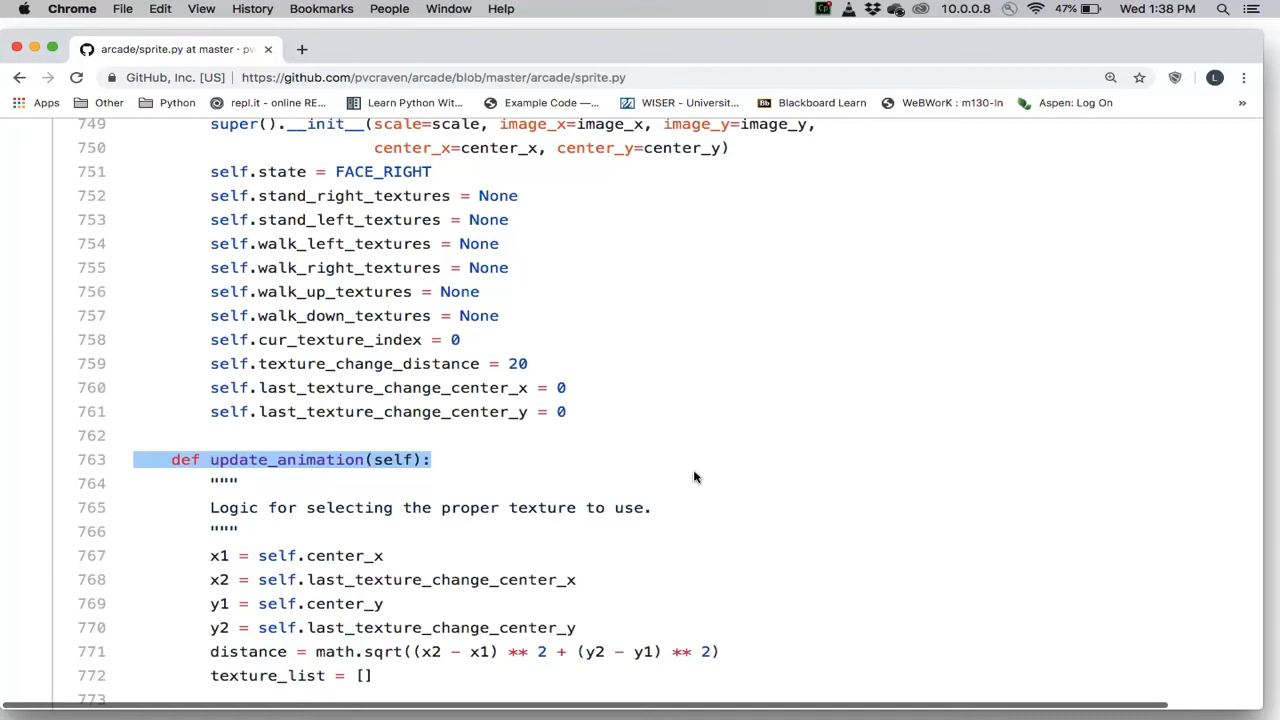 Chrome File Edit View History Bookmarks People Window Help 10.0.0.8 47% Wed 1:38 PM
arcade/sprite.py at master · pv
GitHub, Inc. [US] | https://github.com/pvcraven/arcade/blob/master/arcade/sprite.py L
Apps Other Python repl.it - online RE... Learn Python Wit... Example Code —... WISER - Universit... Bb Blackboard Learn WeBWorK : m130-ln Aspen: Log On »
749 super().__init__(scale=scale, image_x=image_x, image_y=image_y,
750 center_x=center_x, center_y=center_y)
751 self.state = FACE_RIGHT
752 self.stand_right_textures = None
753 self.stand_left_textures = None
754 self.walk_left_textures = None
755 self.walk_right_textures = None
756 self.walk_up_textures = None
757 self.walk_down_textures = None
758 self.cur_texture_index = 0
759 self.texture_change_distance = 20
760 self.last_texture_change_center_x = 0
761 self.last_texture_change_center_y = 0
762
763 def update_animation(self):
764 """
765 Logic for selecting the proper texture to use.
766 """
767 x1 = self.center_x
768 x2 = self.last_texture_change_center_x
769 y1 = self.center_y
770 y2 = self.last_texture_change_center_y
771 distance = math.sqrt((x2 - x1) ** 2 + (y2 - y1) ** 2)
772 texture_list = []
773